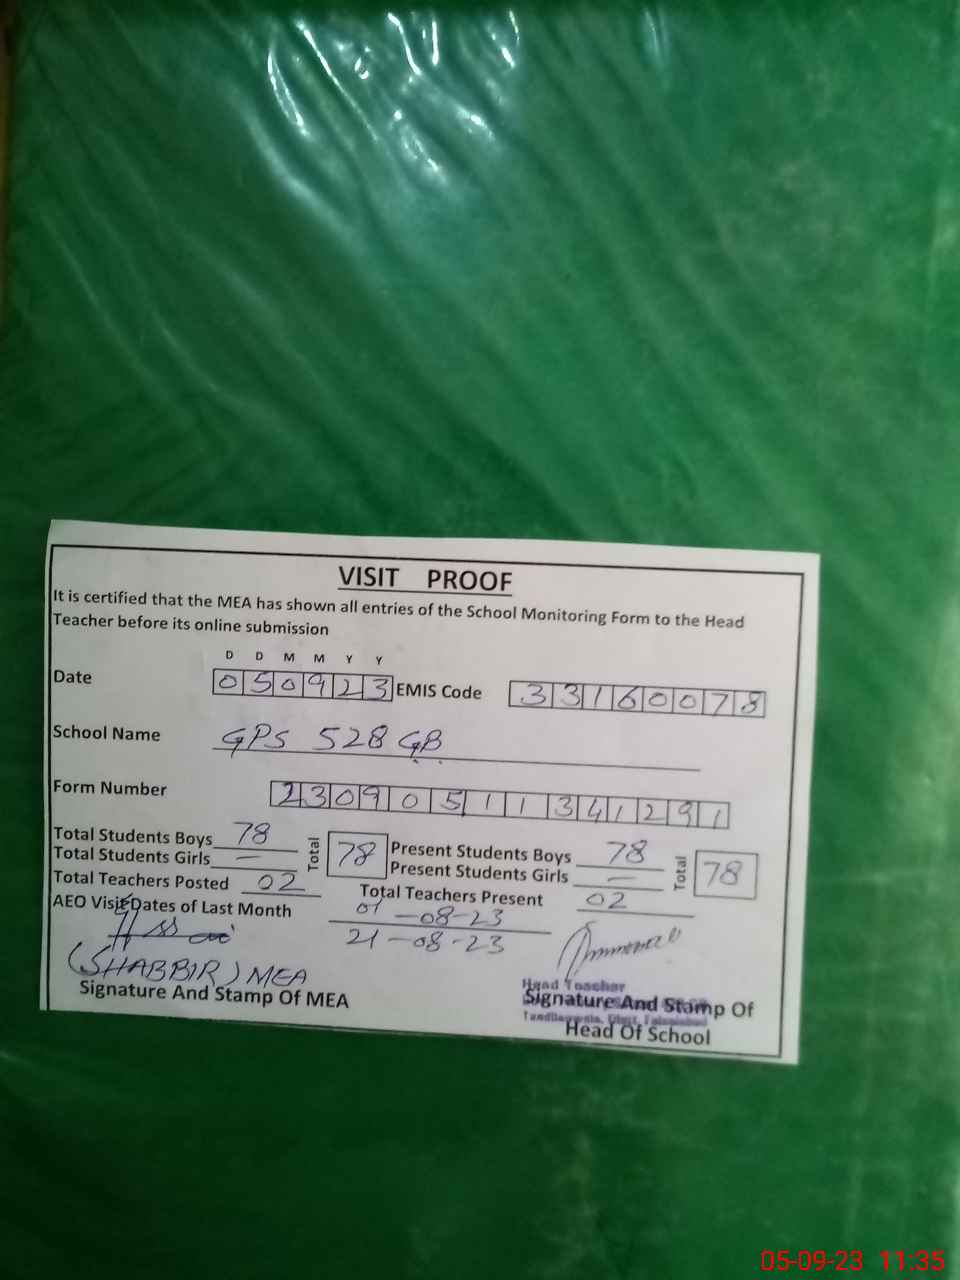 VISIT PROOF
It is certified that the MEA has shown all entries of the School Monitoring Form to the Head
Teacher before its online submission
D D M M Y Y
Date 050923 EMIS Code 33160078
School Name GPS 528 GB
Form Number 23090511341291
Total Students Boys 78 Total 78 Present Students Boys 78 Total 78
Total Students Girls — Present Students Girls —
Total Teachers Posted 02 Total Teachers Present 02
AEO Visit Dates of Last Month 01-08-23
21-08-23
(SHABBIR) MEA
Signature And Stamp Of MEA
Head Teacher
Signature And Stamp Of
Head Of School
05-09-23 11:35